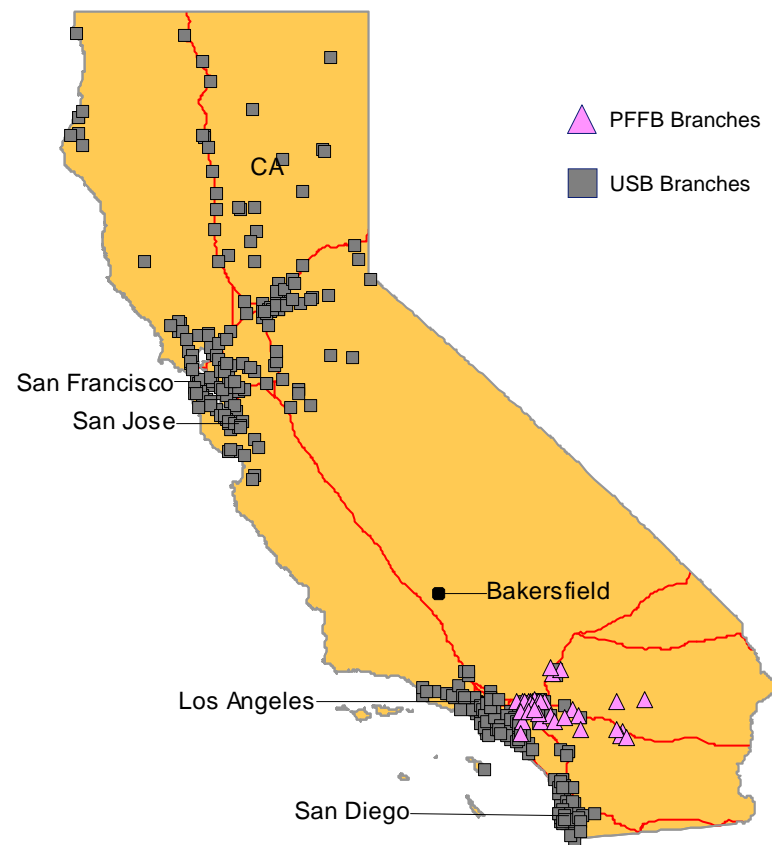 PFFB Branches
CA
USB Branches
San Francisco
San Jose
Bakersfield
Los Angeles
San Diego